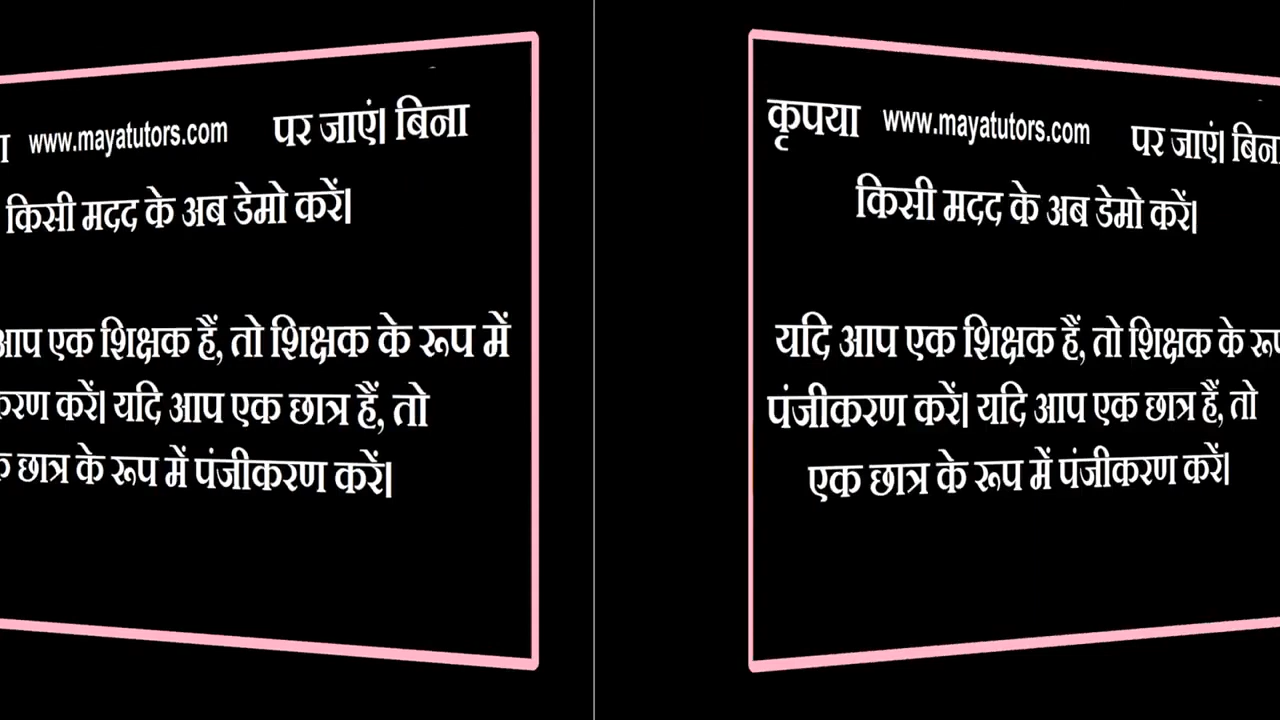 www.mayatutors.com पर जाएं। बिना
किसी मदद के अब डेमो करें।
आप एक शिक्षक हैं, तो शिक्षक के रूप में
करें। यदि आप एक छात्र हैं, तो
छात्र के रूप में पंजीकरण करें।
कृपया www.mayatutors.com पर जाएं। बिना
किसी मदद के अब डेमो करें।
यदि आप एक शिक्षक हैं, तो शिक्षक के रूप
पंजीकरण करें। यदि आप एक छात्र हैं, तो
एक छात्र के रूप में पंजीकरण करें।